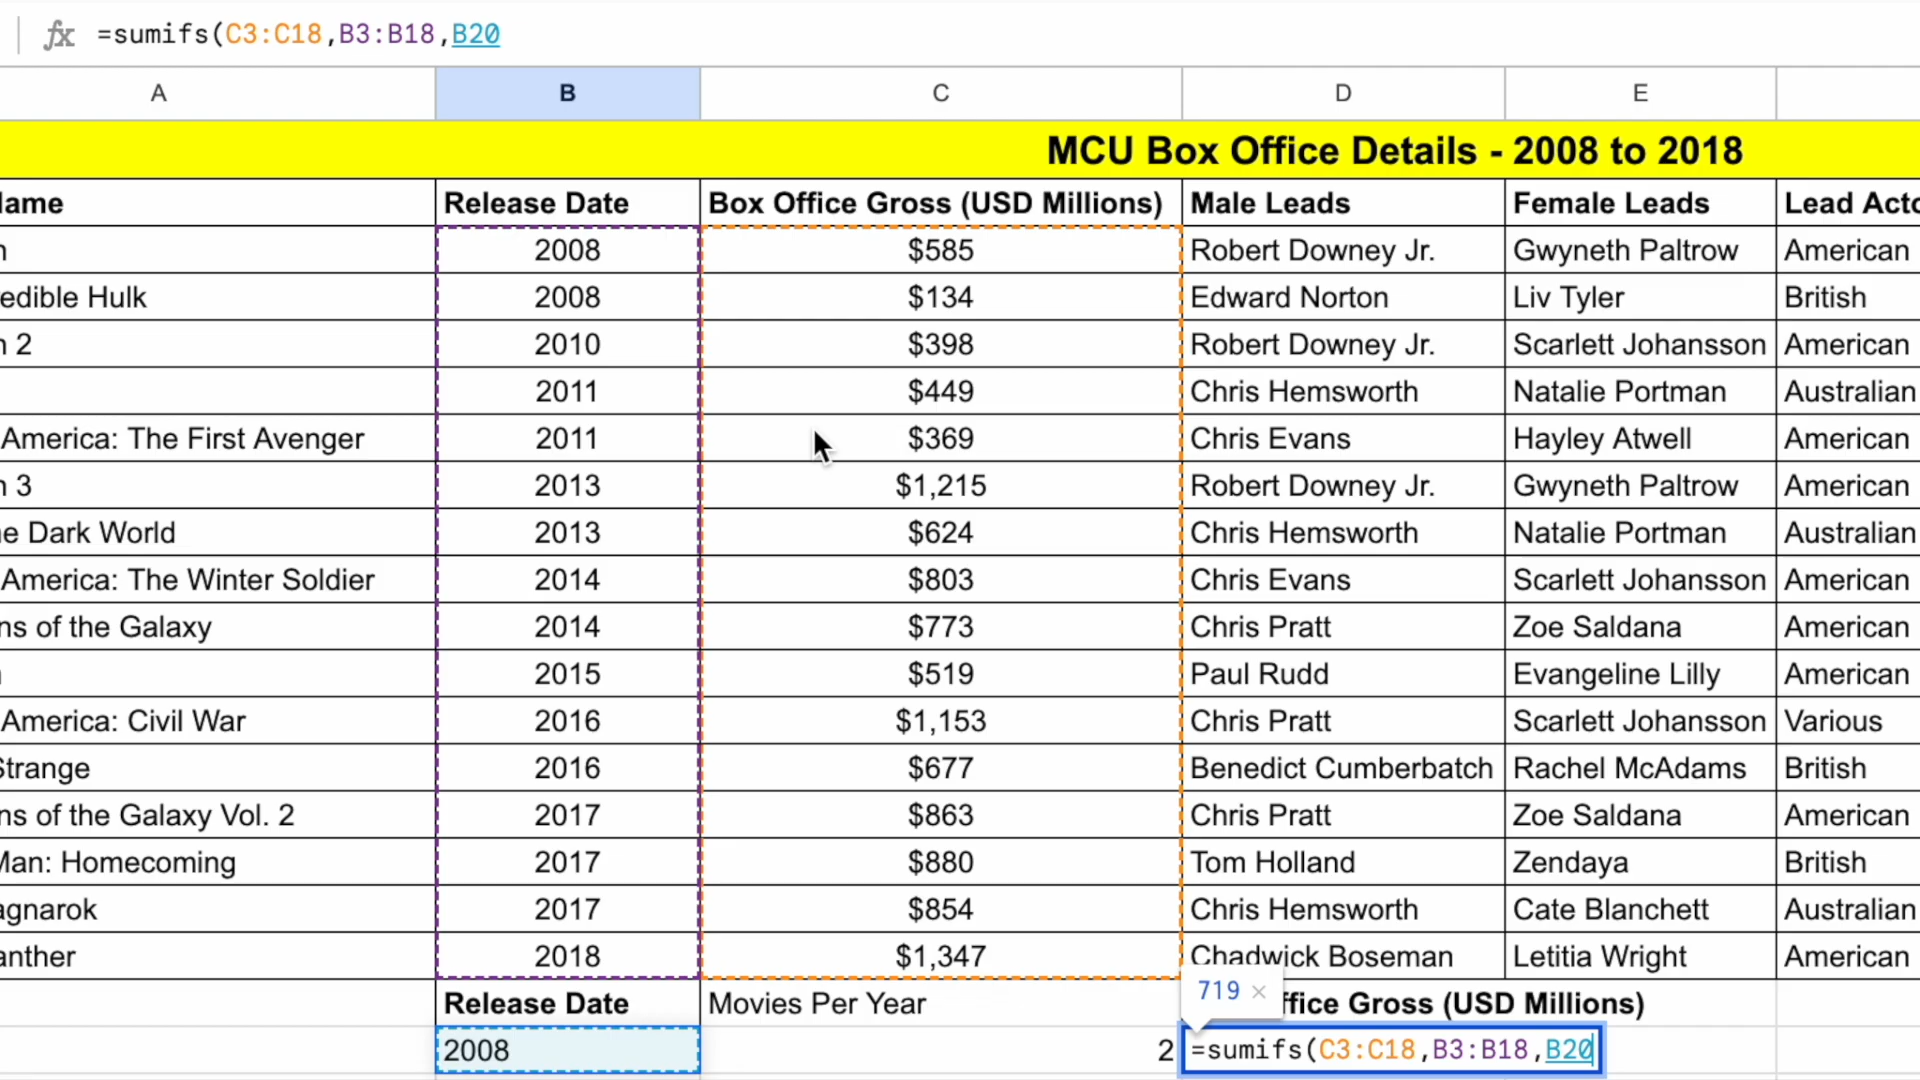 fx =sumifs(C3:C18,B3:B18,B20
A B C D E
MCU Box Office Details - 2008 to 2018
Release Date Box Office Gross (USD Millions) Male Leads Female Leads Lead
2008 $585 Robert Downey Jr. Gwyneth Paltrow American
Hulk 2008 $134 Edward Norton Liv Tyler British
2 2010 $398 Robert Downey Jr. Scarlett Johansson American
2011 $449 Chris Hemsworth Natalie Portman Australian
America: The First Avenger 2011 $369 Chris Evans Hayley Atwell American
3 2013 $1,215 Robert Downey Jr. Gwyneth Paltrow American
Dark World 2013 $624 Chris Hemsworth Natalie Portman Australian
America: The Winter Soldier 2014 $803 Chris Evans Scarlett Johansson American
of the Galaxy 2014 $773 Chris Pratt Zoe Saldana American
2015 $519 Paul Rudd Evangeline Lilly American
America: Civil War 2016 $1,153 Chris Pratt Scarlett Johansson Various
Strange 2016 $677 Benedict Cumberbatch Rachel McAdams British
of the Galaxy Vol. 2 2017 $863 Chris Pratt Zoe Saldana American
Man: Homecoming 2017 $880 Tom Holland Zendaya British
2017 $854 Chris Hemsworth Cate Blanchett Australian
2018 $1,347 Chadwick Boseman Letitia Wright American
Release Date Movies Per Year 719 × ffice Gross (USD Millions)
2008 2 =sumifs(C3:C18,B3:B18,B20